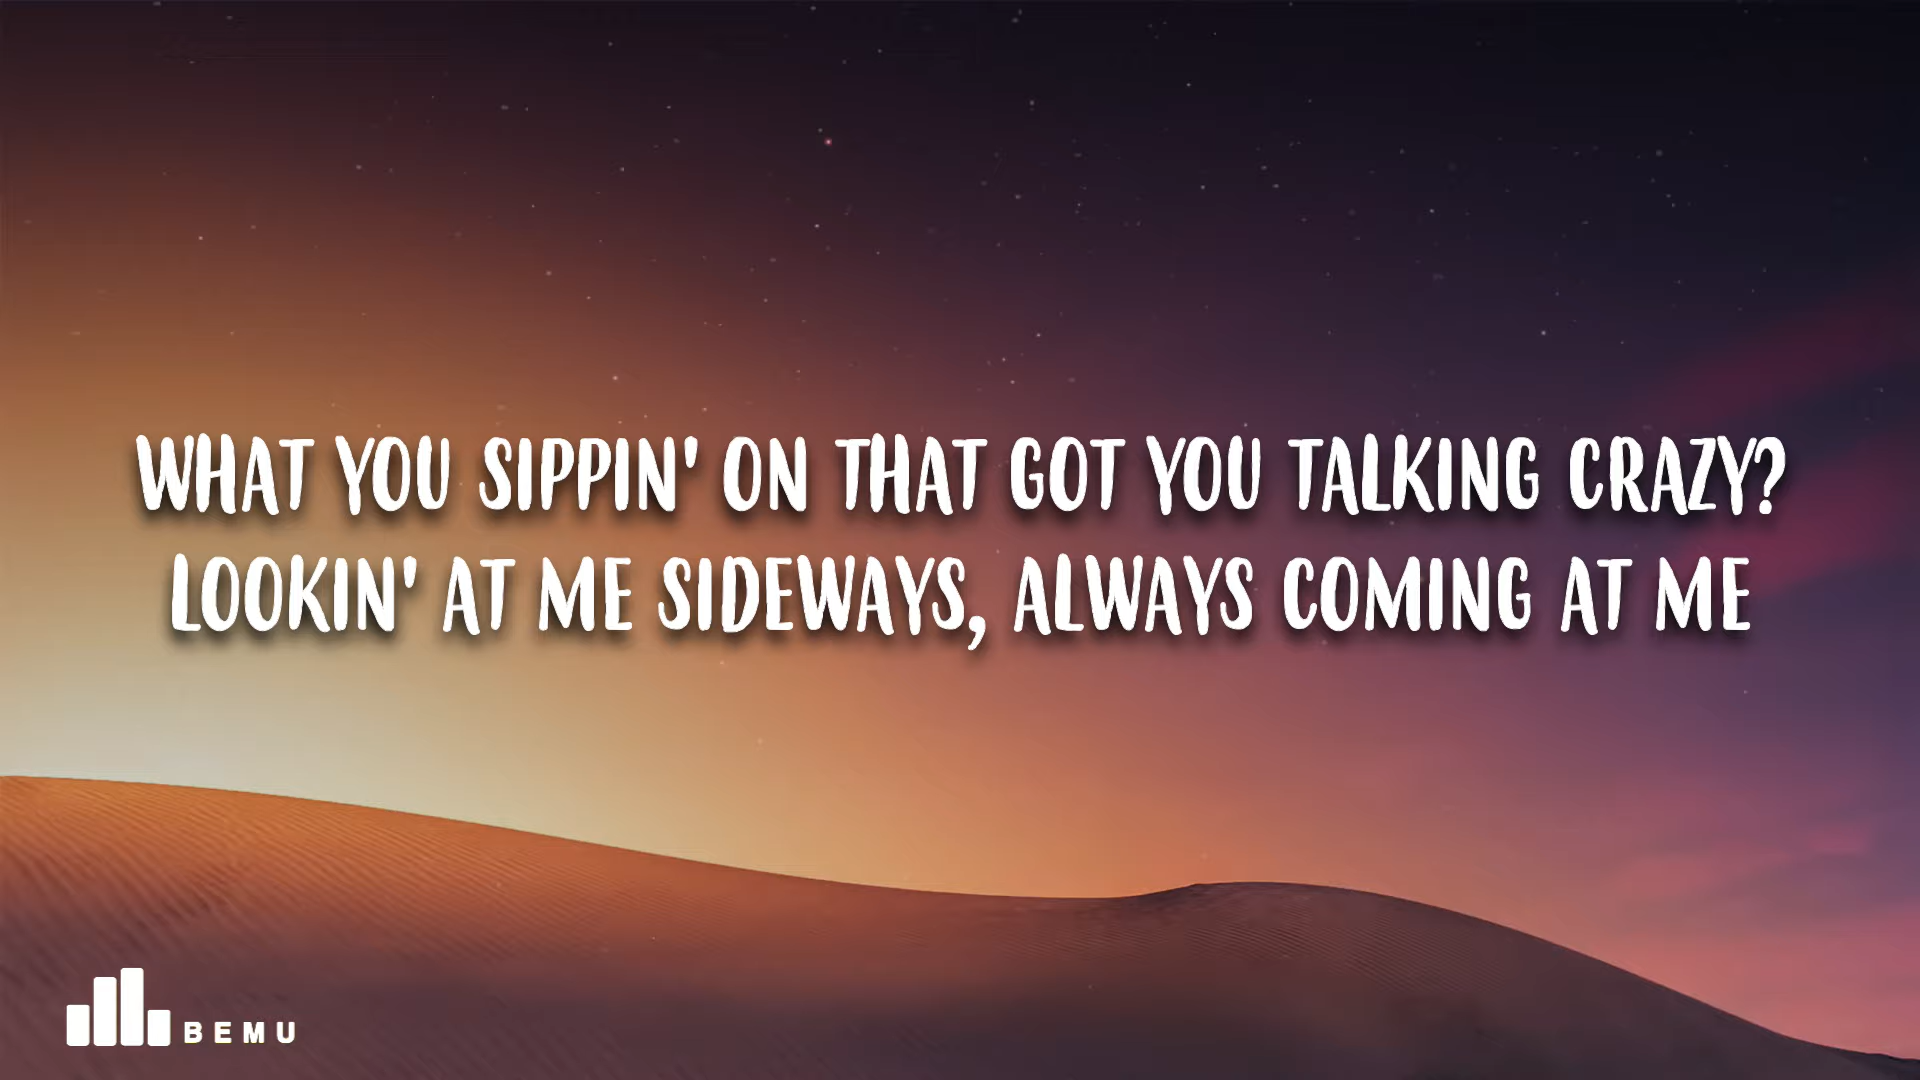 WHAT YOU SIPPIN' ON THAT GOT YOU TALKING CRAZY?
LOOKIN' AT ME SIDEWAYS, ALWAYS COMING AT ME
BEMU